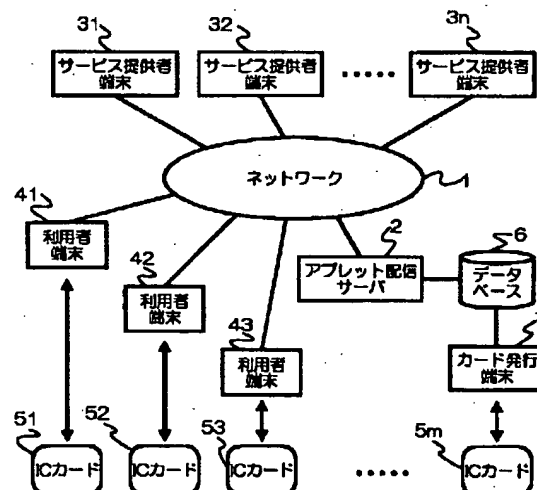 31
32
3n
サービス提供者
端末
サービス提供者
端末
サービス提供者
端末
ネットワーク
1
41
利用者
端末
42
利用者
端末
43
利用者
端末
2
アプレット配信
サーバ
6
データ
ベース
カード発行
端末
51
ICカード
52
ICカード
53
ICカード
5m
ICカード